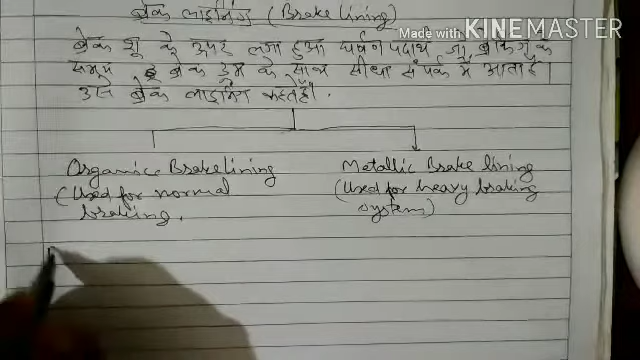 Made with KINEMASTER
ब्रेक लाइनिंग (Brake lining)
ब्रेक शू के ऊपर लगा हुआ घर्षण पदार्थ जो ब्रेकिंग के
समय ब्रेक ड्रम के साथ सीधा संपर्क में आता है।
उसे ब्रेक लाइनिंग कहते हैं।
Organic Brake lining
(Used for normal
braking.
Metallic Brake lining
(Used for heavy braking
system)